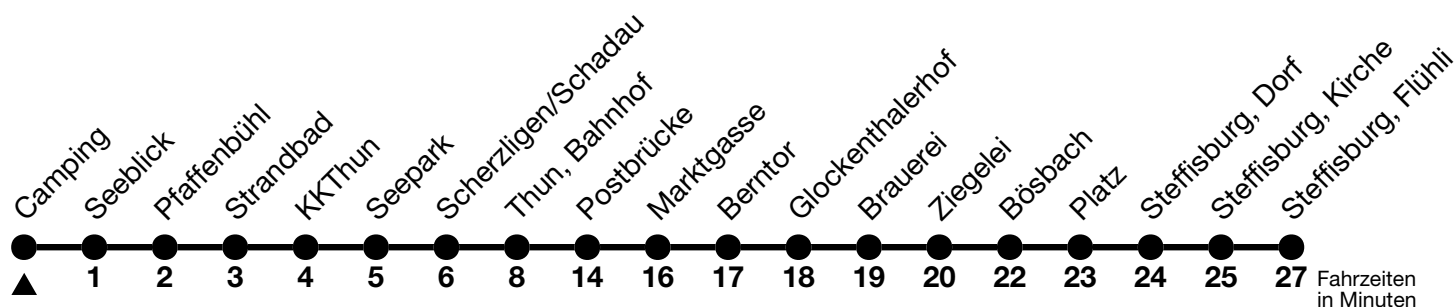 Camping
Seeblick
Pfaffenbühl
Strandbad
KKThun
Seepark
Scherzligen/Schadau
Thun, Bahnhof
Postbrücke
Marktgasse
Berntor
Glockenthalerhof
Brauerei
Ziegelei
Bösbach
Platz
Steffisburg, Dorf
Steffisburg, Kirche
Steffisburg, Flühli
1 2 3 4 5 6 8 14 16 17 18 19 20 22 23 24 25 27 Fahrzeiten
in Minuten